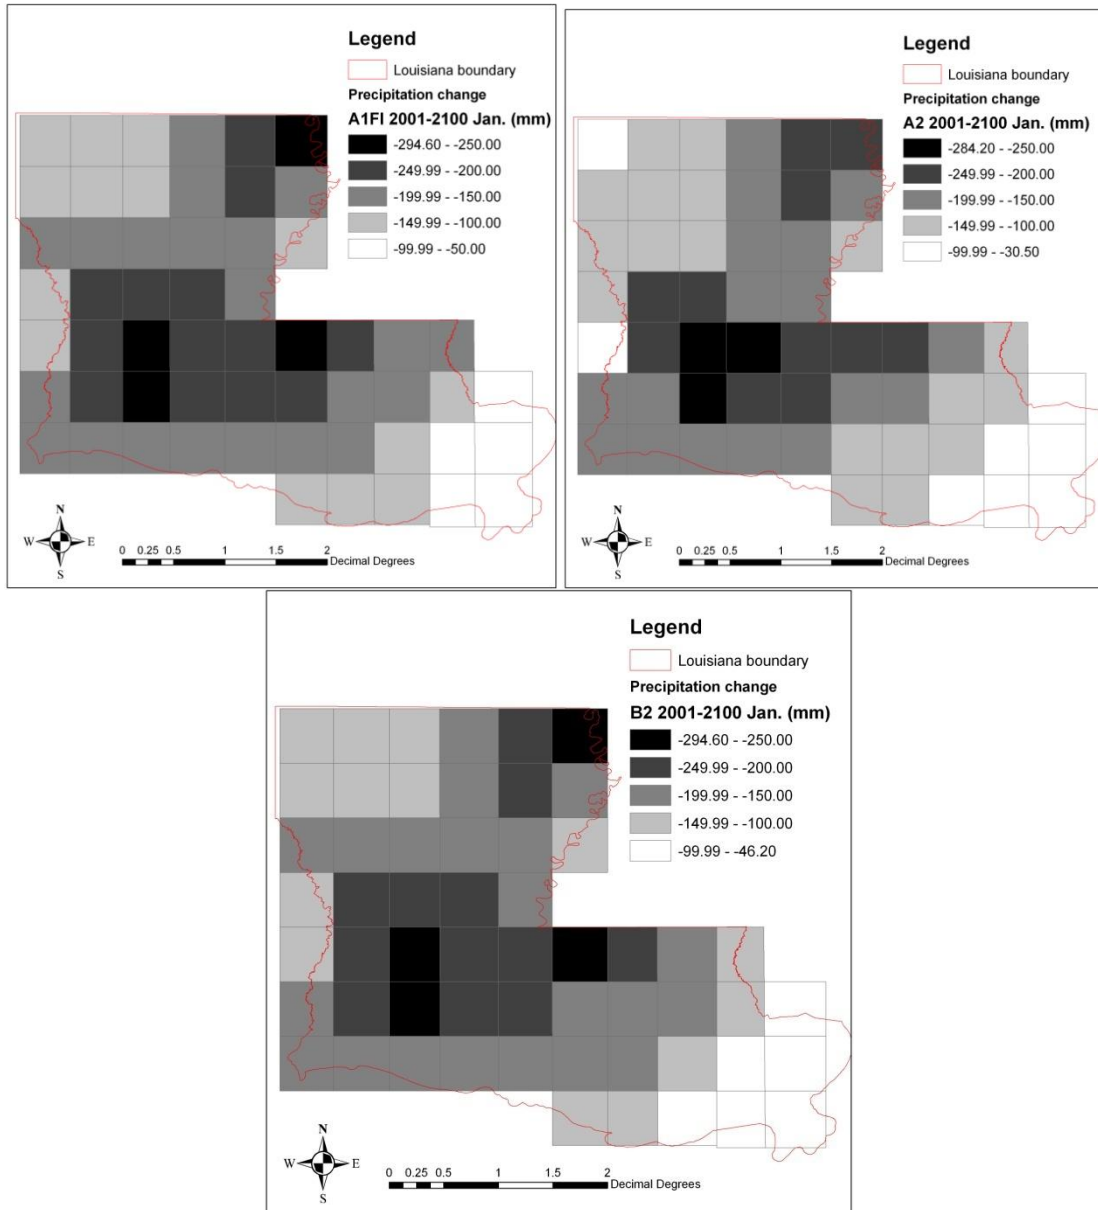 Legend
Louisiana boundary
Precipitation change
A1FI 2001-2100 Jan. (mm)
-294.60 - -250.00
-249.99 - -200.00
-199.99 - -150.00
-149.99 - -100.00
-99.99 - -50.00
N
W E
S
0 0.25 0.5 1 1.5 2
Decimal Degrees
Legend
Louisiana boundary
Precipitation change
A2 2001-2100 Jan. (mm)
-284.20 - -250.00
-249.99 - -200.00
-199.99 - -150.00
-149.99 - -100.00
-99.99 - -30.50
N
W E
S
0 0.25 0.5 1 1.5 2
Decimal Degrees
Legend
Louisiana boundary
Precipitation change
B2 2001-2100 Jan. (mm)
-294.60 - -250.00
-249.99 - -200.00
-199.99 - -150.00
-149.99 - -100.00
-99.99 - -46.20
N
W E
S
0 0.25 0.5 1 1.5 2
Decimal Degrees